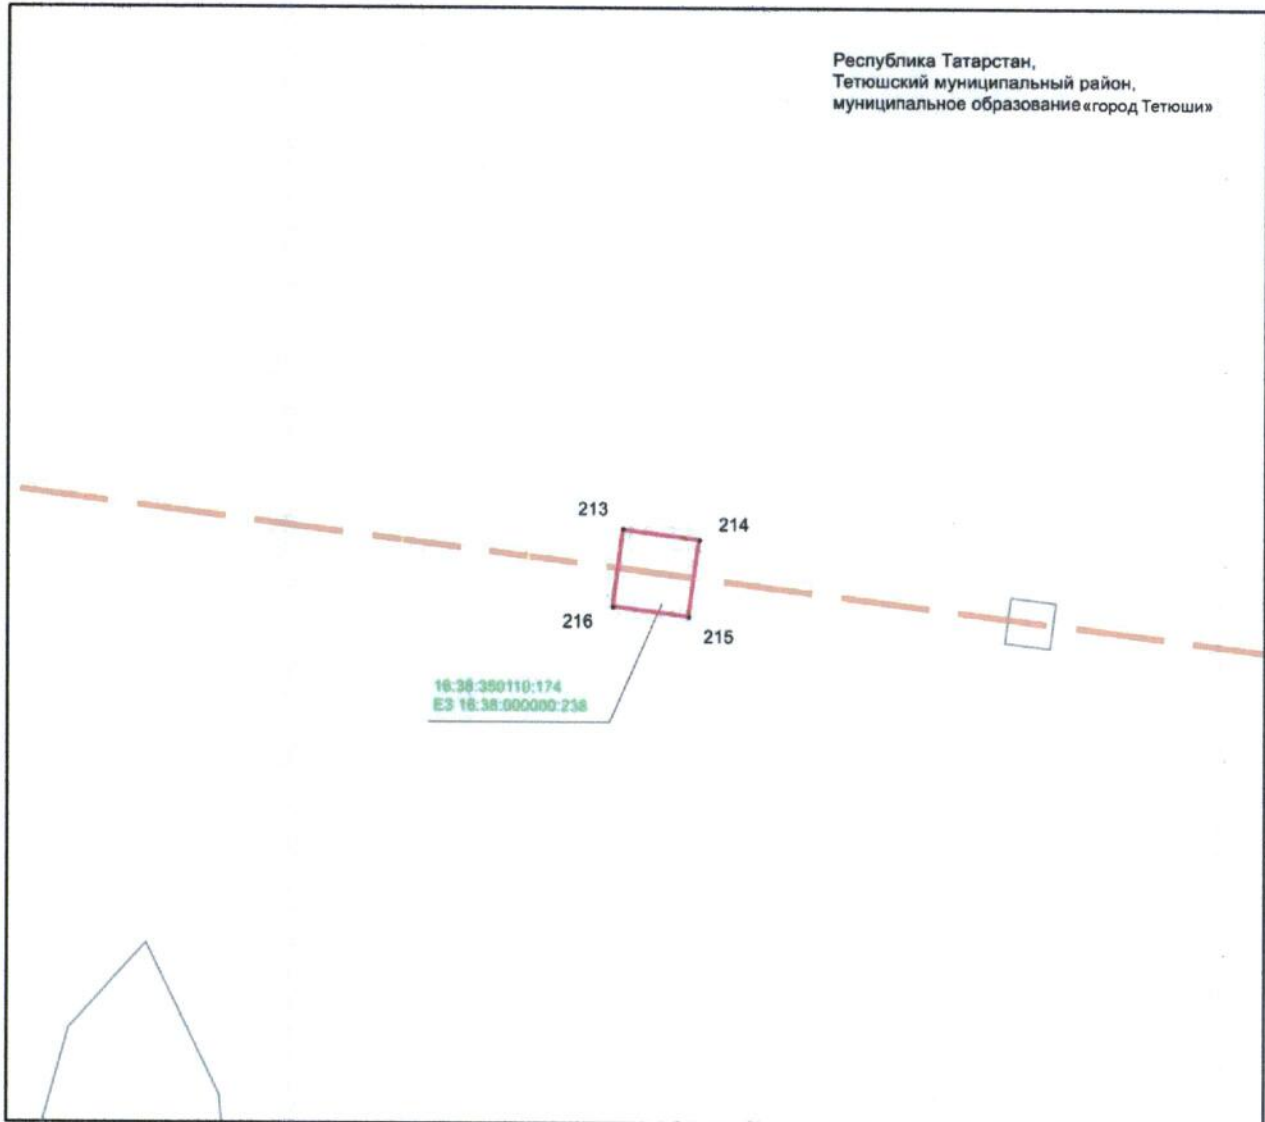 Республика Татарстан,
Тетюшский муниципальный район,
муниципальное образование «город Тетюши»
213
214
216
215
16:38:350110:174
ЕЗ 16:38:000000:238